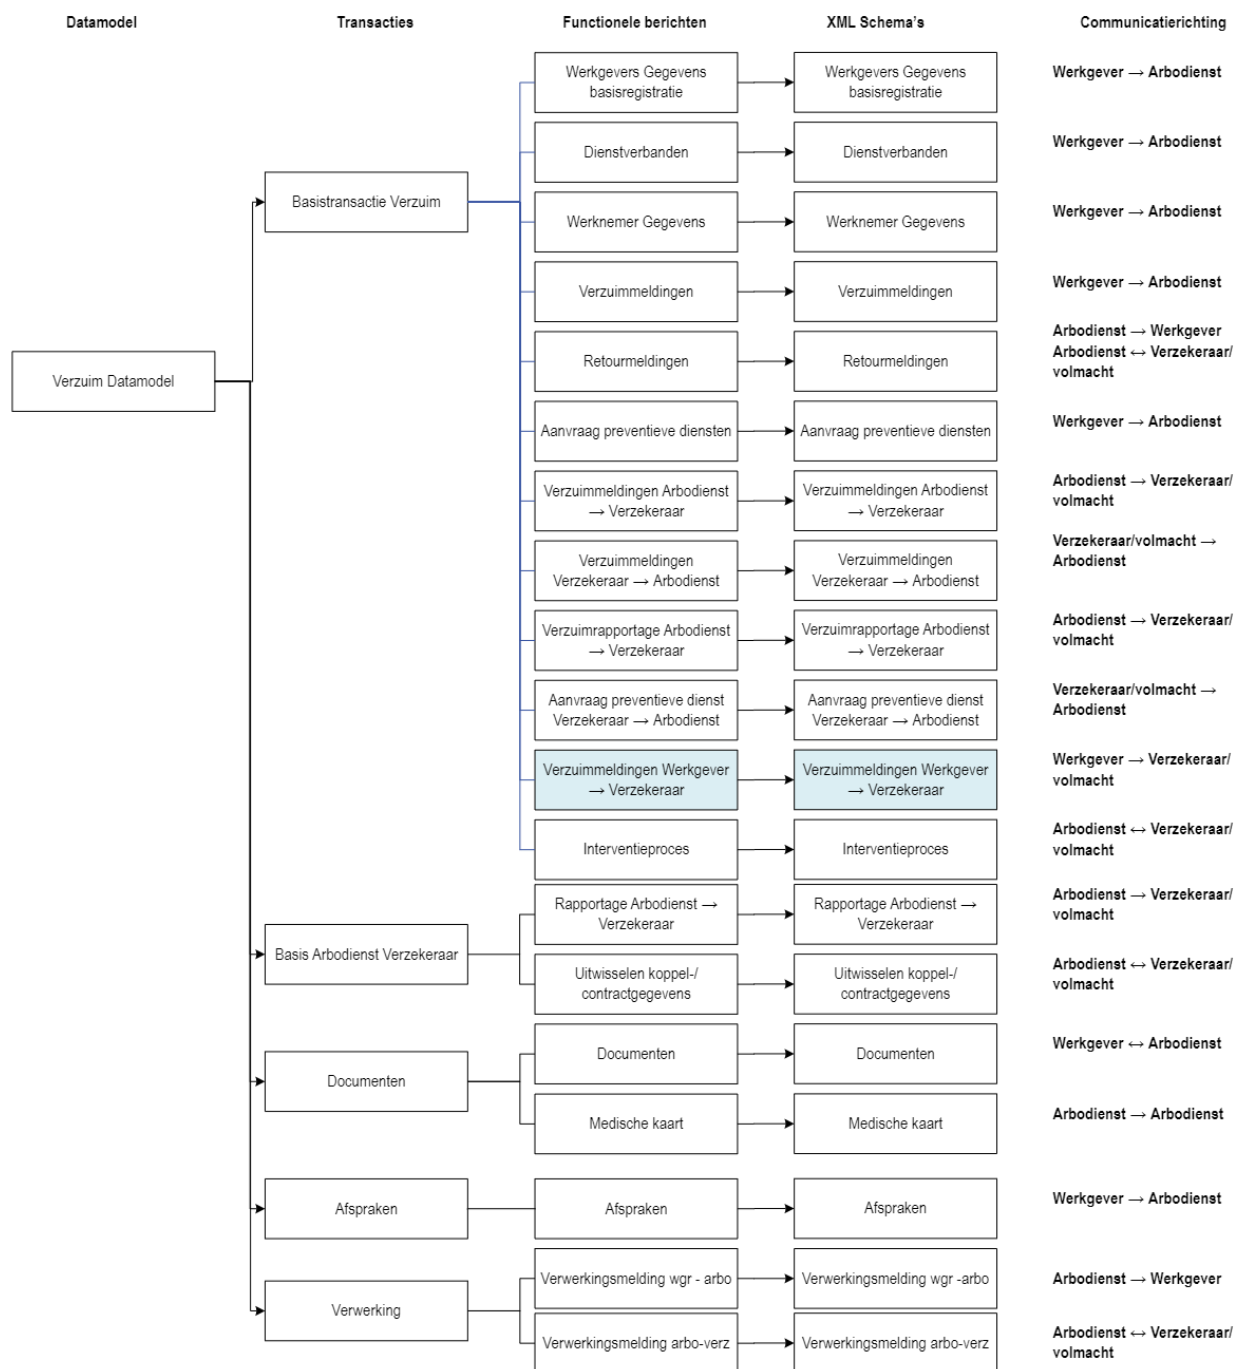 Datamodel
Transacties
Functionele berichten
XML Schema's
Communicatierichting
Werkgevers Gegevens
basisregistratie
Werkgevers Gegevens
basisregistratie
Werkgever → Arbodienst
Dienstverbanden
Dienstverbanden
Werkgever → Arbodienst
Basistransactie Verzuim
Werknemer Gegevens
Werknemer Gegevens
Werkgever → Arbodienst
Verzuimmeldingen
Verzuimmeldingen
Werkgever → Arbodienst
Verzuim Datamodel
Retourmeldingen
Retourmeldingen
Arbodienst → Werkgever
Arbodienst ↔ Verzekeraar/
volmacht
Aanvraag preventieve diensten
Aanvraag preventieve diensten
Werkgever → Arbodienst
Verzuimmeldingen Arbodienst
→ Verzekeraar
Verzuimmeldingen Arbodienst
→ Verzekeraar
Arbodienst → Verzekeraar/
volmacht
Verzuimmeldingen
Verzekeraar → Arbodienst
Verzuimmeldingen
Verzekeraar → Arbodienst
Verzekeraar/volmacht →
Arbodienst
Verzuimrapportage Arbodienst
→ Verzekeraar
Verzuimrapportage Arbodienst
→ Verzekeraar
Arbodienst → Verzekeraar/
volmacht
Aanvraag preventieve dienst
Verzekeraar → Arbodienst
Aanvraag preventieve dienst
Verzekeraar → Arbodienst
Verzekeraar/volmacht →
Arbodienst
Verzuimmeldingen Werkgever
→ Verzekeraar
Verzuimmeldingen Werkgever
→ Verzekeraar
Werkgever → Verzekeraar/
volmacht
Interventieproces
Interventieproces
Arbodienst ↔ Verzekeraar/
volmacht
Basis Arbodienst Verzekeraar
Rapportage Arbodienst →
Verzekeraar
Rapportage Arbodienst →
Verzekeraar
Arbodienst → Verzekeraar/
volmacht
Uitwisselen koppel-/
contractgegevens
Uitwisselen koppel-/
contractgegevens
Arbodienst ↔ Verzekeraar/
volmacht
Documenten
Documenten
Documenten
Werkgever ↔ Arbodienst
Medische kaart
Medische kaart
Arbodienst → Arbodienst
Afspraken
Afspraken
Afspraken
Werkgever → Arbodienst
Verwerking
Verwerkingsmelding wgr - arbo
Verwerkingsmelding wgr -arbo
Arbodienst → Werkgever
Verwerkingsmelding arbo-verz
Verwerkingsmelding arbo-verz
Arbodienst ↔ Verzekeraar/
volmacht